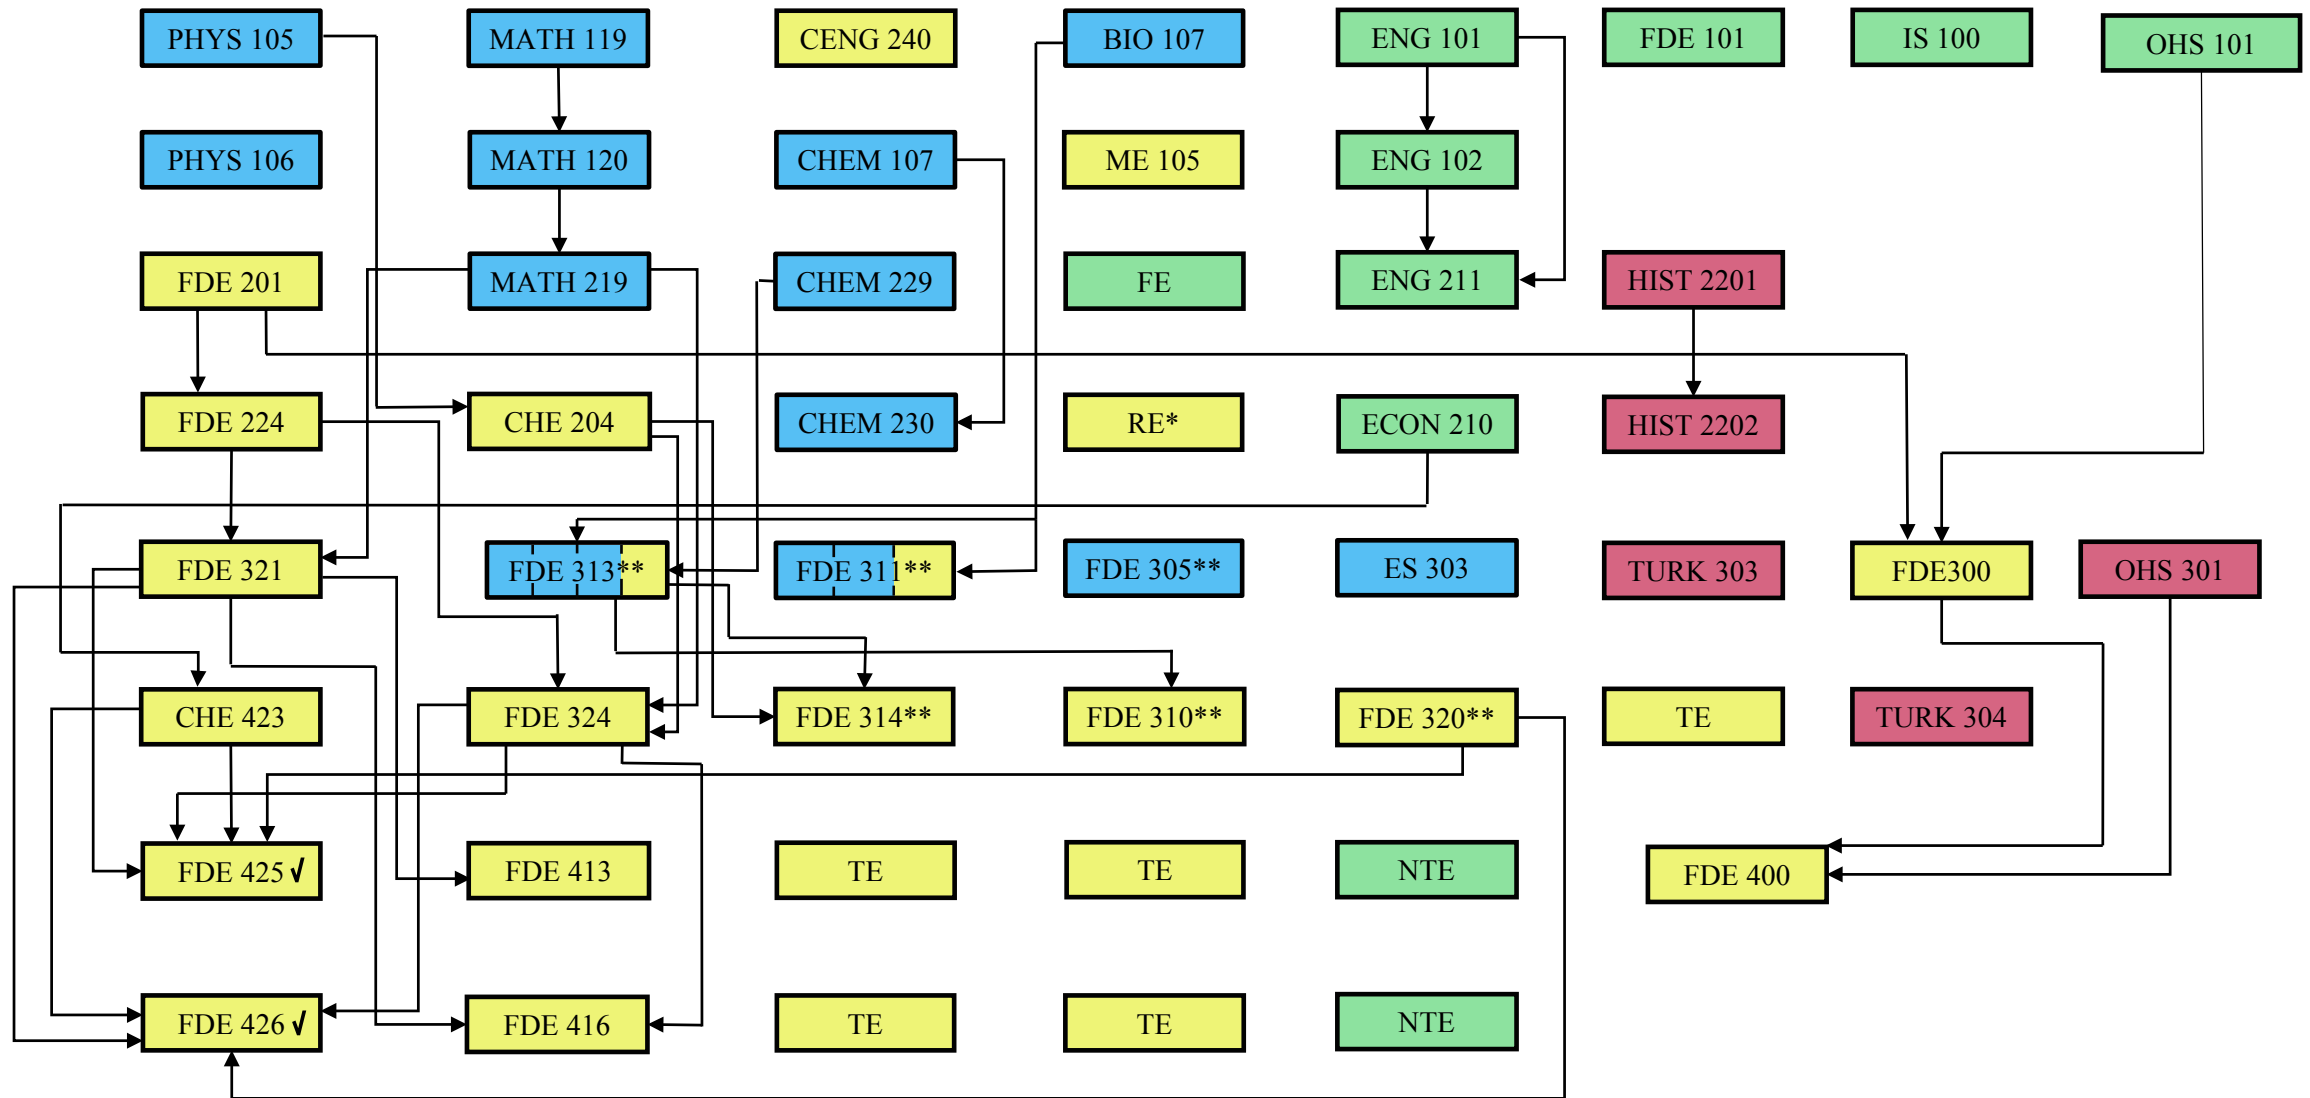 PHYS 105
MATH 119
CENG 240
BIO 107
ENG 101
FDE 101
IS 100
OHS 101
PHYS 106
MATH 120
CHEM 107
ME 105
ENG 102
FDE 201
MATH 219
CHEM 229
FE
ENG 211
HIST 2201
FDE 224
CHE 204
CHEM 230
RE*
ECON 210
HIST 2202
FDE 321
FDE 313**
FDE 311**
FDE 305**
ES 303
TURK 303
FDE300
OHS 301
CHE 423
FDE 324
FDE 314**
FDE 310**
FDE 320**
TE
TURK 304
FDE 425 √
FDE 413
TE
TE
NTE
FDE 400
FDE 426 √
FDE 416
TE
TE
NTE